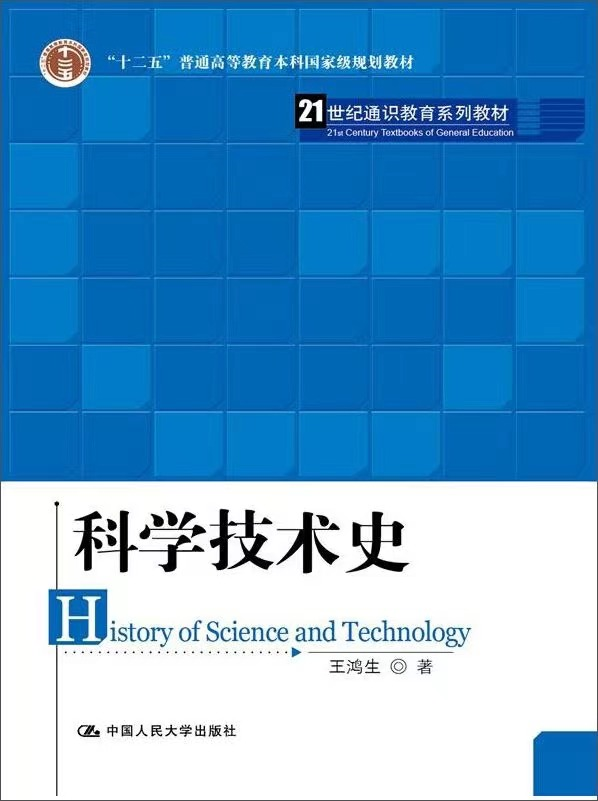 十二五
“十二五”普通高等教育本科国家级规划教材
21世纪通识教育系列教材
21st Century Textbooks of General Education
科学技术史
History of Science and Technology
王鸿生 ◎ 著
中国人民大学出版社